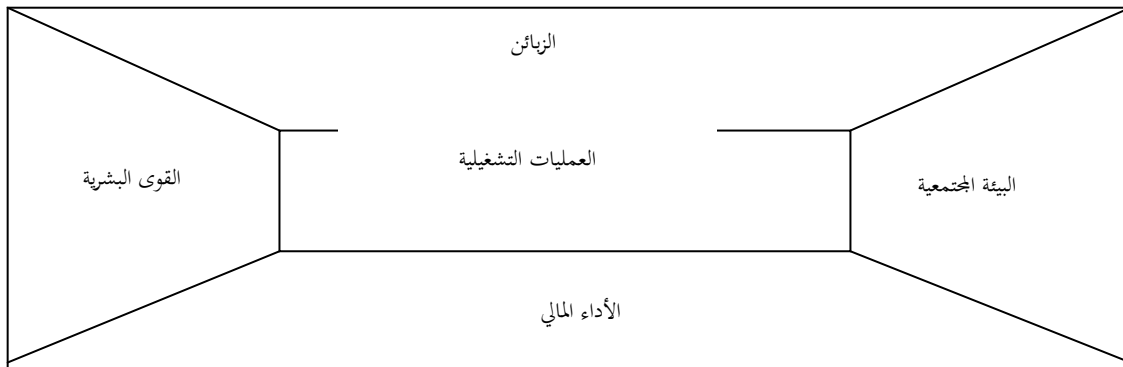 الزبائن
العمليات التشغيلية
القوى البشرية
البيئة المجتمعية
الأداء المالي